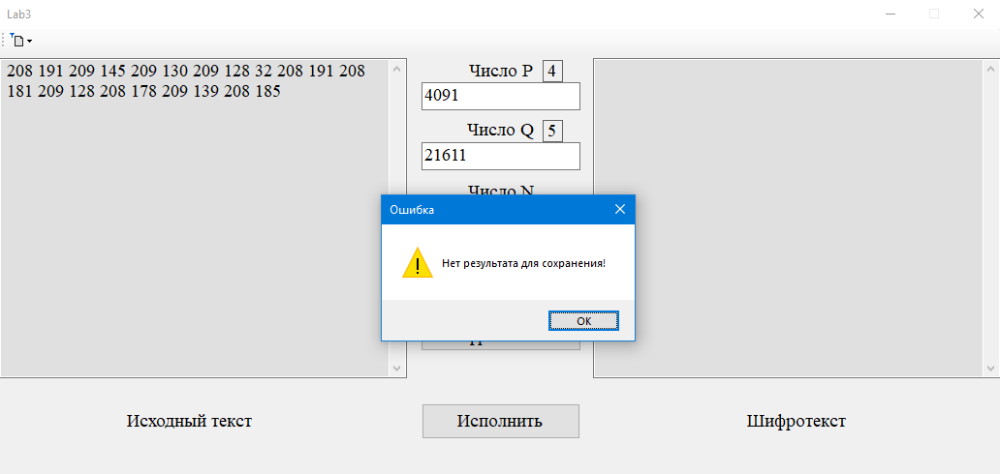 Lab3
208 191 209 145 209 130 209 128 32 208 191 208
181 209 128 208 178 209 139 208 185
Число P 4
4091
Число Q 5
21611
Число N
Ошибка
Нет результата для сохранения!
OK
Исходный текст
Исполнить
Шифротекст